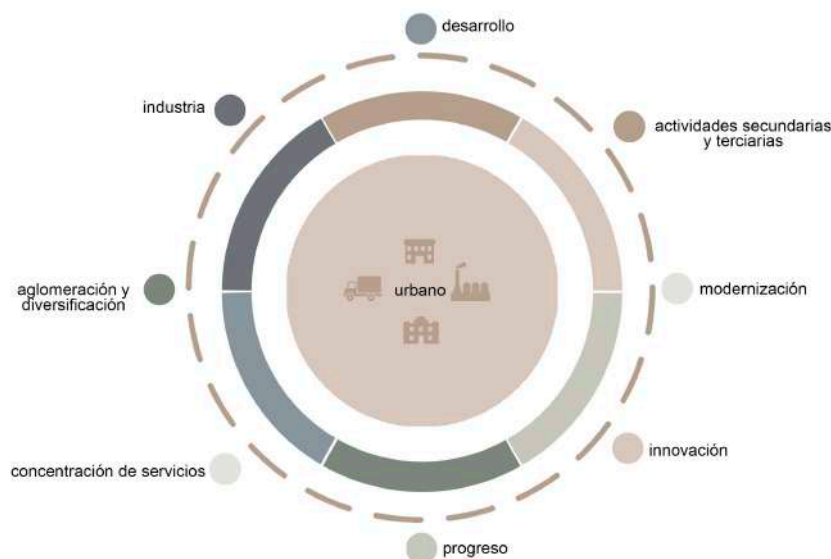 desarrollo
industria
actividades secundarias
y terciarias
aglomeración y
diversificación
urbano
modernización
concentración de servicios
innovación
progreso